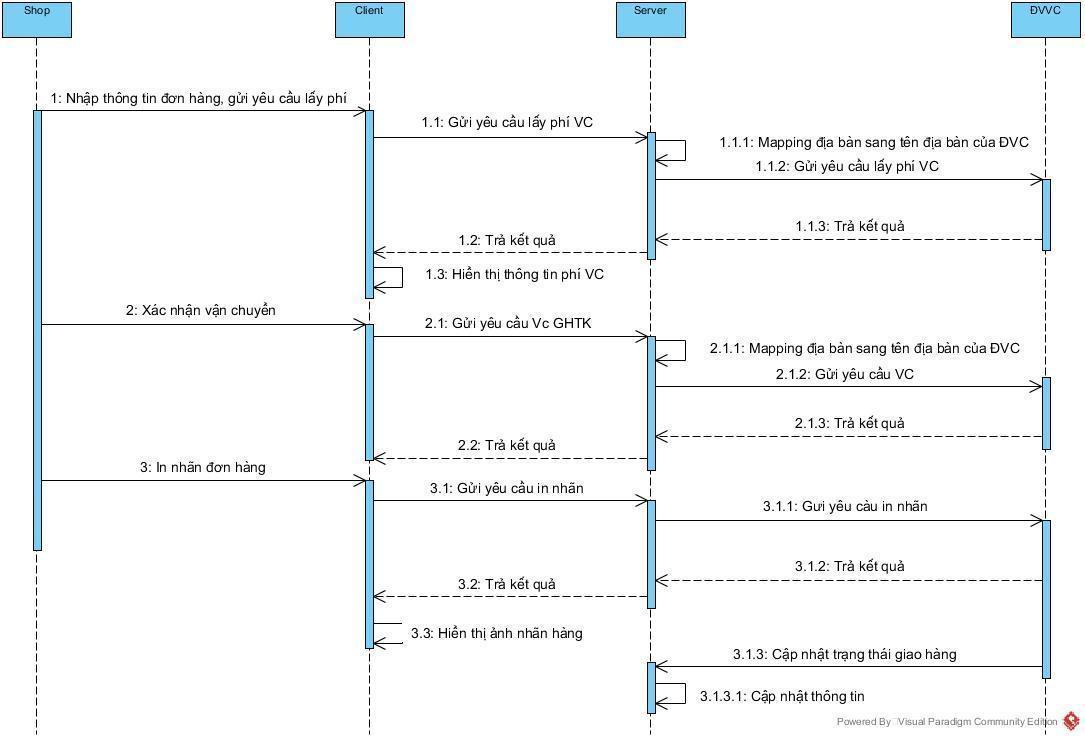 Shop
Client
Server
ĐVVC
1: Nhập thông tin đơn hàng, gửi yêu cầu lấy phí
1.1: Gửi yêu cầu lấy phí VC
1.1.1: Mapping địa bàn sang tên địa bàn của ĐVC
1.1.2: Gửi yêu cầu lấy phí VC
1.1.3: Trả kết quả
1.2: Trả kết quả
1.3: Hiển thị thông tin phí VC
2: Xác nhận vận chuyển
2.1: Gửi yêu cầu Vc GHTK
2.1.1: Mapping địa bàn sang tên địa bàn của ĐVC
2.1.2: Gửi yêu cầu VC
2.1.3: Trả kết quả
2.2: Trả kết quả
3: In nhãn đơn hàng
3.1: Gửi yêu cầu in nhãn
3.1.1: Gưi yêu càu in nhãn
3.1.2: Trả kết quả
3.2: Trả kết quả
3.3: Hiển thị ảnh nhãn hàng
3.1.3: Cập nhật trạng thái giao hàng
3.1.3.1: Cập nhật thông tin
Powered By Visual Paradigm Community Edition